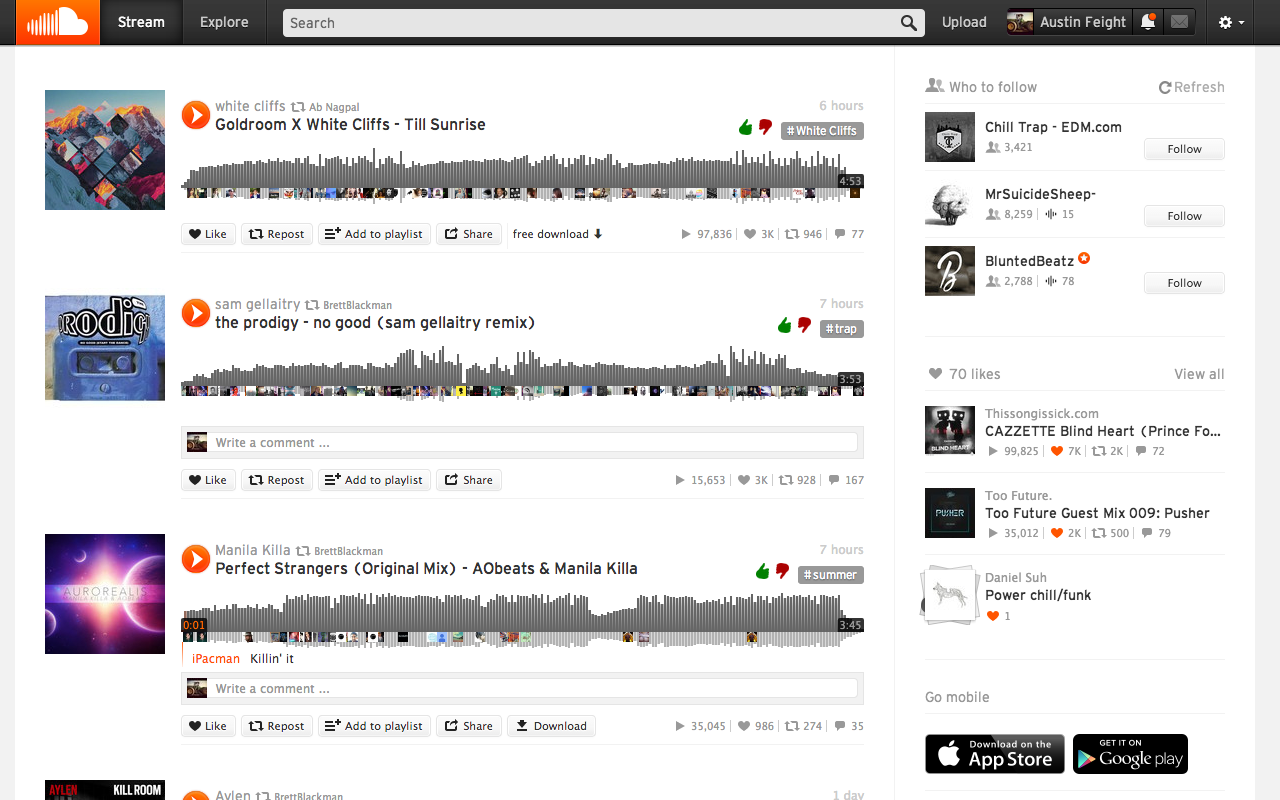 Stream
Explore
Search
Upload
Austin Feight
white cliffs Ab Nagpal
6 hours
Goldroom X White Cliffs - Till Sunrise
#White Cliffs
4:53
Like
Repost
Add to playlist
Share
free download
97,836
3K
946
77
PRODIG
sam gellaitry BrettBlackman
7 hours
the prodigy - no good (sam gellaitry remix)
#trap
3:53
Write a comment ...
Like
Repost
Add to playlist
Share
15,653
3K
928
167
AUROREALIS
Manila Killa BrettBlackman
7 hours
Perfect Strangers (Original Mix) - AObeats & Manila Killa
#summer
0:01
3:45
iPacman Killin' it
Write a comment ...
Like
Repost
Add to playlist
Share
Download
35,045
986
274
35
AYLEN
KILL ROOM
Aylen BrettBlackman
1 day
Who to follow
Refresh
Chill Trap - EDM.com
3,421
Follow
MrSuicideSheep-
8,259
15
Follow
B
BluntedBeatz
2,788
78
Follow
70 likes
View all
BLIND HEART
Thissongissick.com
CAZZETTE Blind Heart (Prince Fo...
99,825
7K
2K
72
PUSHER
Too Future.
Too Future Guest Mix 009: Pusher
35,012
2K
500
79
Daniel Suh
Power chill/funk
1
Go mobile
Download on the
App Store
GET IT ON
Google play